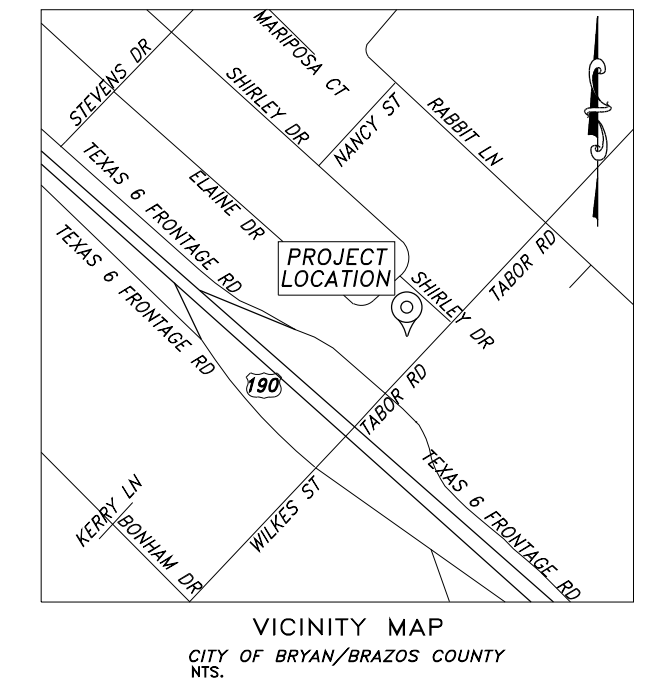 MARIPOSA CT
STEVENS DR
SHIRLEY DR
NANCY ST
RABBIT LN
TEXAS 6 FRONTAGE RD
ELAINE DR
TEXAS 6 FRONTAGE RD
PROJECT
LOCATION
TABOR RD
SHIRLEY DR
190
TABOR RD
TEXAS 6 FRONTAGE RD
KERRY LN
BONHAM DR
WILKES ST
VICINITY MAP
CITY OF BRYAN/BRAZOS COUNTY
NTS.